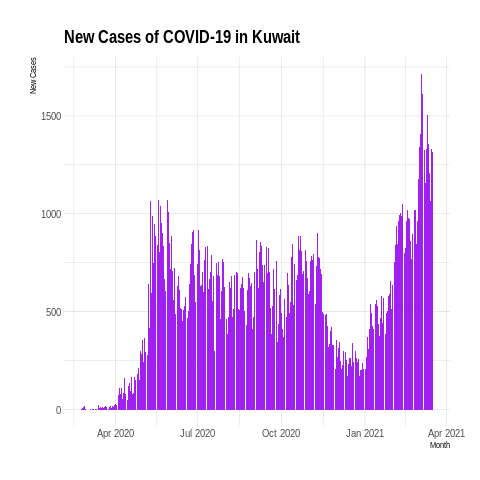 New Cases of COVID-19 in Kuwait
New Cases
1500
1000
500
0
Apr 2020
Jul 2020
Oct 2020
Jan 2021
Apr 2021
Month